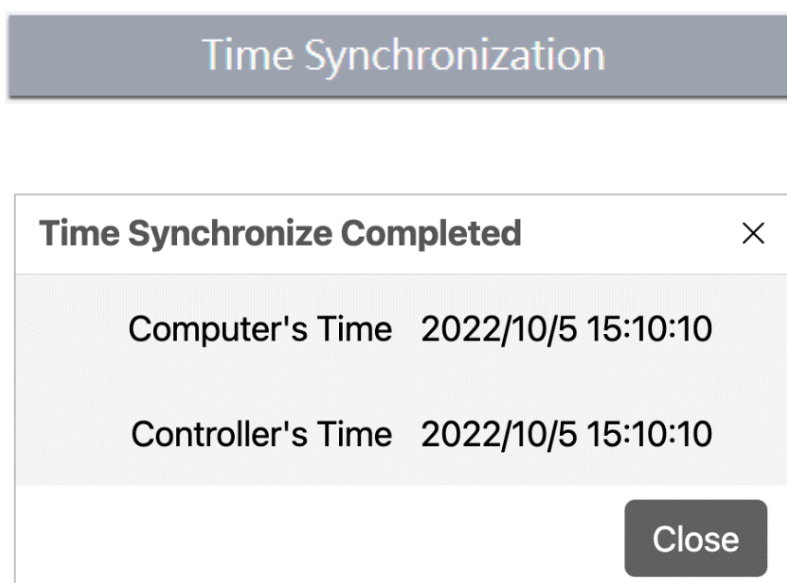 Time Synchronization
Time Synchronize Completed
Computer's Time 2022/10/5 15:10:10
Controller's Time 2022/10/5 15:10:10
Close